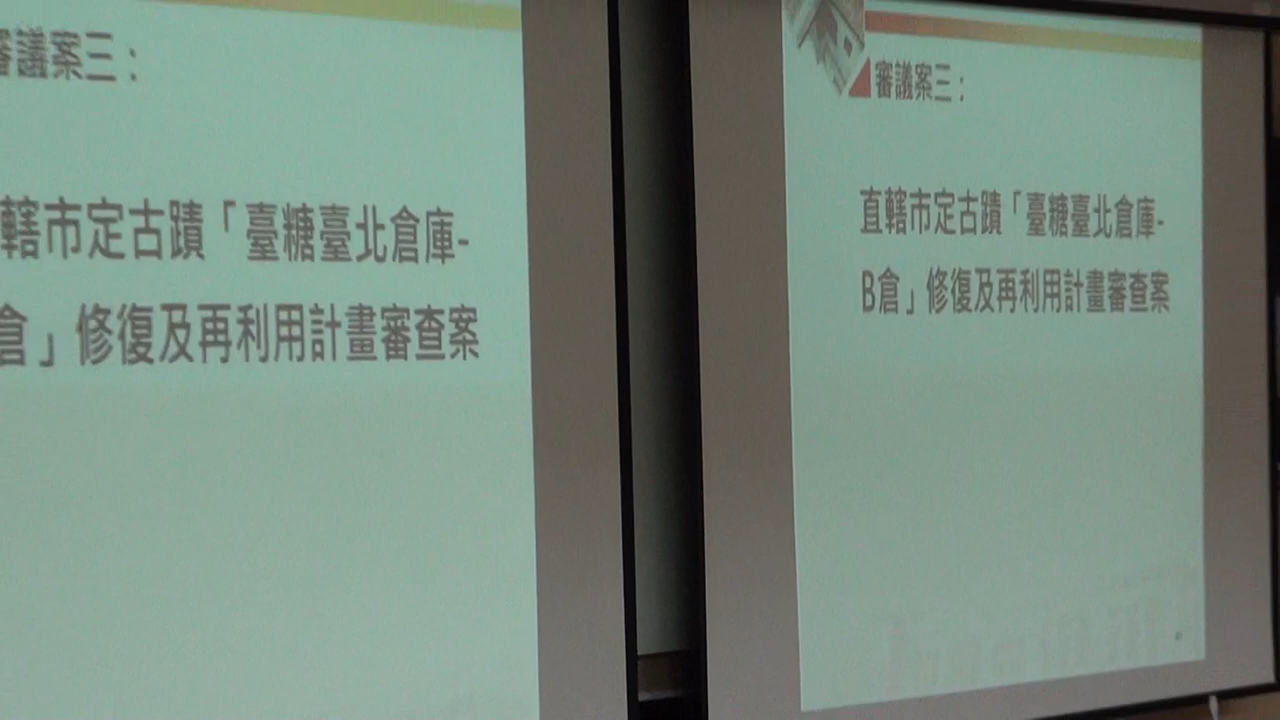 審議案三：
轄市定古蹟「臺糖臺北倉庫-
倉」修復及再利用計畫審查案
審議案三：
直轄市定古蹟「臺糖臺北倉庫-
B倉」修復及再利用計畫審查案